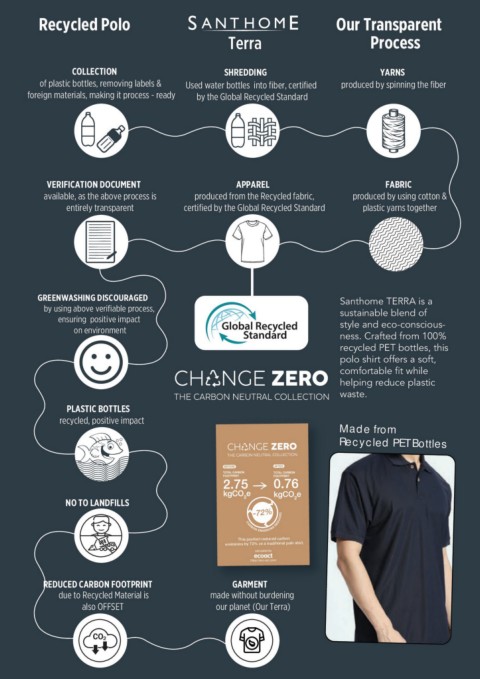 Recycled Polo
SANTHOME
Terra
Our Transparent
Process
COLLECTION
of plastic bottles, removing labels &
foreign materials, making it process - ready
SHREDDING
Used water bottles into fiber, certified
by the Global Recycled Standard
YARNS
produced by spinning the fiber
VERIFICATION DOCUMENT
available, as the above process is
entirely transparent
APPAREL
produced from the Recycled fabric,
certified by the Global Recycled Standard
FABRIC
produced by using cotton &
plastic yarns together
GREENWASHING DISCOURAGED
by using above verifiable process,
ensuring positive impact
on environment
Global Recycled
Standard
Santhome TERRA is a
sustainable blend of
style and eco-conscious-
ness. Crafted from 100%
recycled PET bottles, this
polo shirt offers a soft,
comfortable fit while
helping reduce plastic
waste.
CHANGE ZERO
THE CARBON NEUTRAL COLLECTION
PLASTIC BOTTLES
recycled, positive impact
Made from
Recycled PET Bottles
CHANGE ZERO
THE CARBON NEUTRAL COLLECTION
2.75 → 0.76
kgCO₂e kgCO₂e
-72%
ecoact
NO TO LANDFILLS
REDUCED CARBON FOOTPRINT
due to Recycled Material is
also OFFSET
CO₂
GARMENT
made without burdening
our planet (Our Terra)